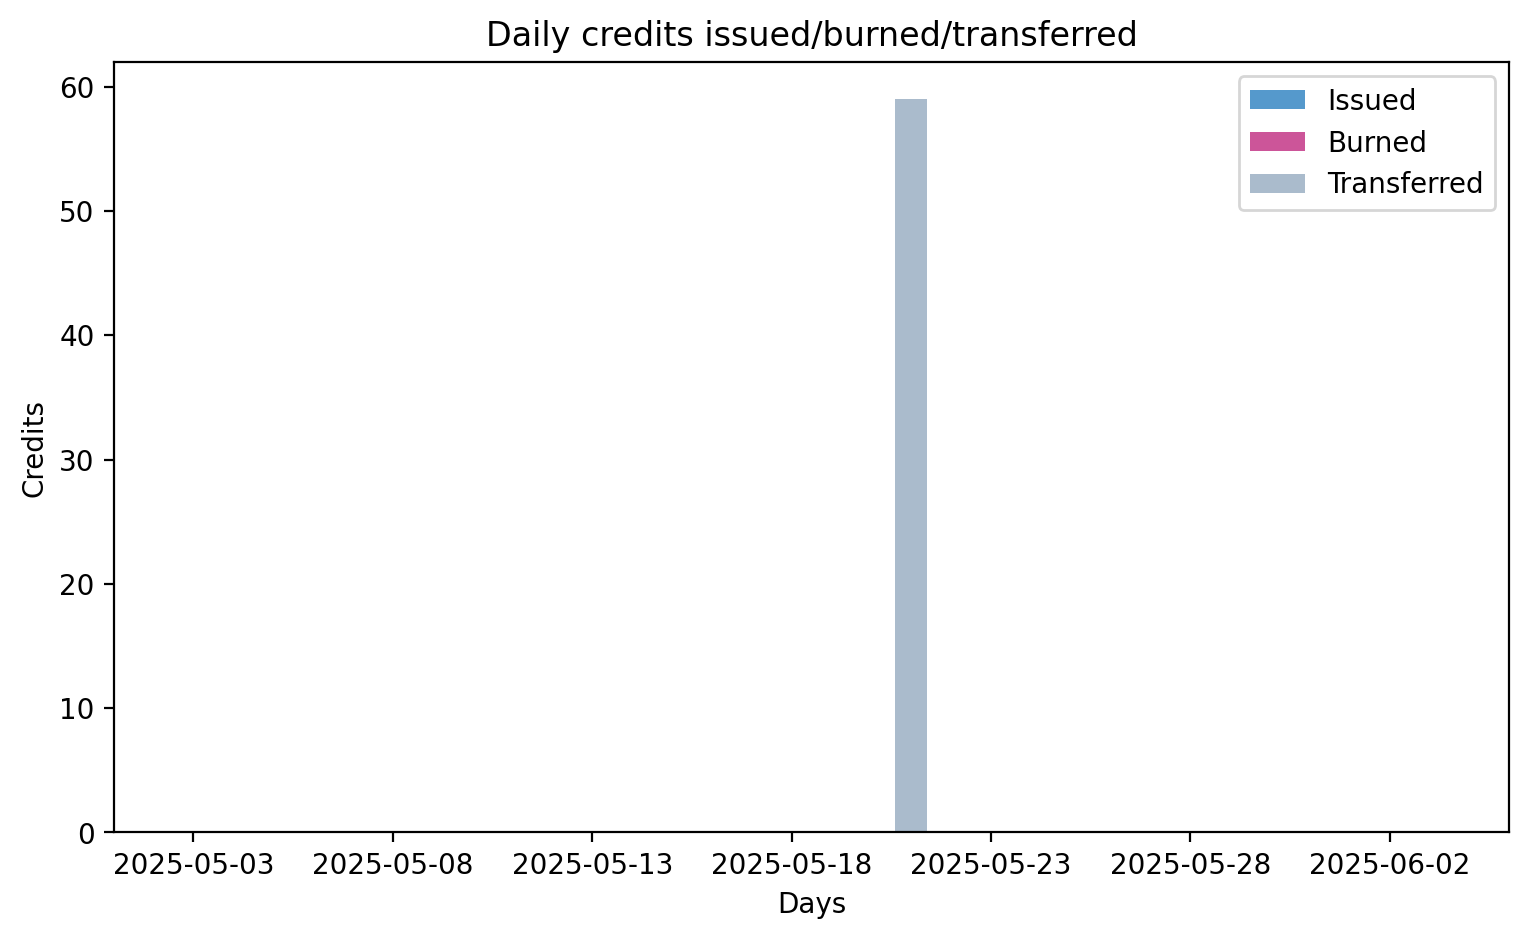 Daily credits issued/burned/transferred
60
50
40
30
20
10
0
Credits
Issued
Burned
Transferred
2025-05-03 2025-05-08 2025-05-13 2025-05-18 2025-05-23 2025-05-28 2025-06-02
Days